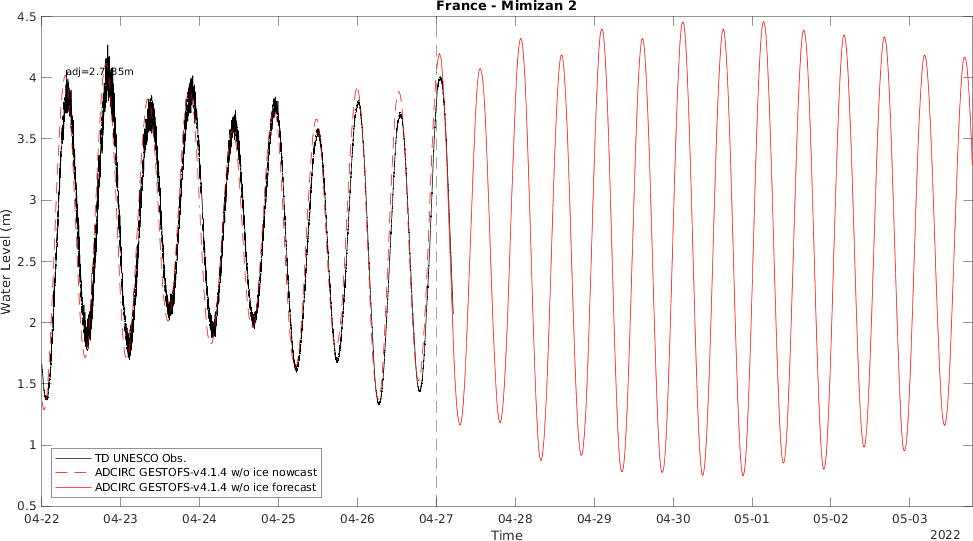 France - Mimizan 2
4.5
4
3.5
3
2.5
2
1.5
1
0.5
Water Level (m)
TD UNESCO Obs.
ADCIRC GESTOFS-v4.1.4 w/o ice nowcast
ADCIRC GESTOFS-v4.1.4 w/o ice forecast
04-22 04-23 04-24 04-25 04-26 04-27 04-28 04-29 04-30 05-01 05-02 05-03
Time
2022